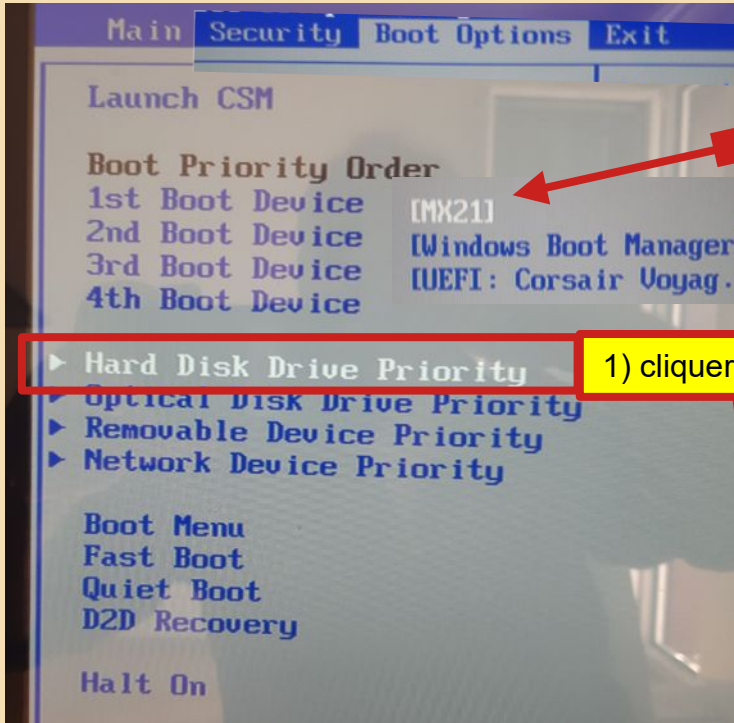 Main Security Boot Options Exit
Launch CSM
Boot Priority Order
1st Boot Device [MX21]
2nd Boot Device [Windows Boot Manager
3rd Boot Device [UEFI: Corsair Voyag.
4th Boot Device
▶ Hard Disk Drive Priority 1) cliquer
▶ Optical Disk Drive Priority
▶ Removable Device Priority
▶ Network Device Priority
Boot Menu
Fast Boot
Quiet Boot
D2D Recovery
Halt On